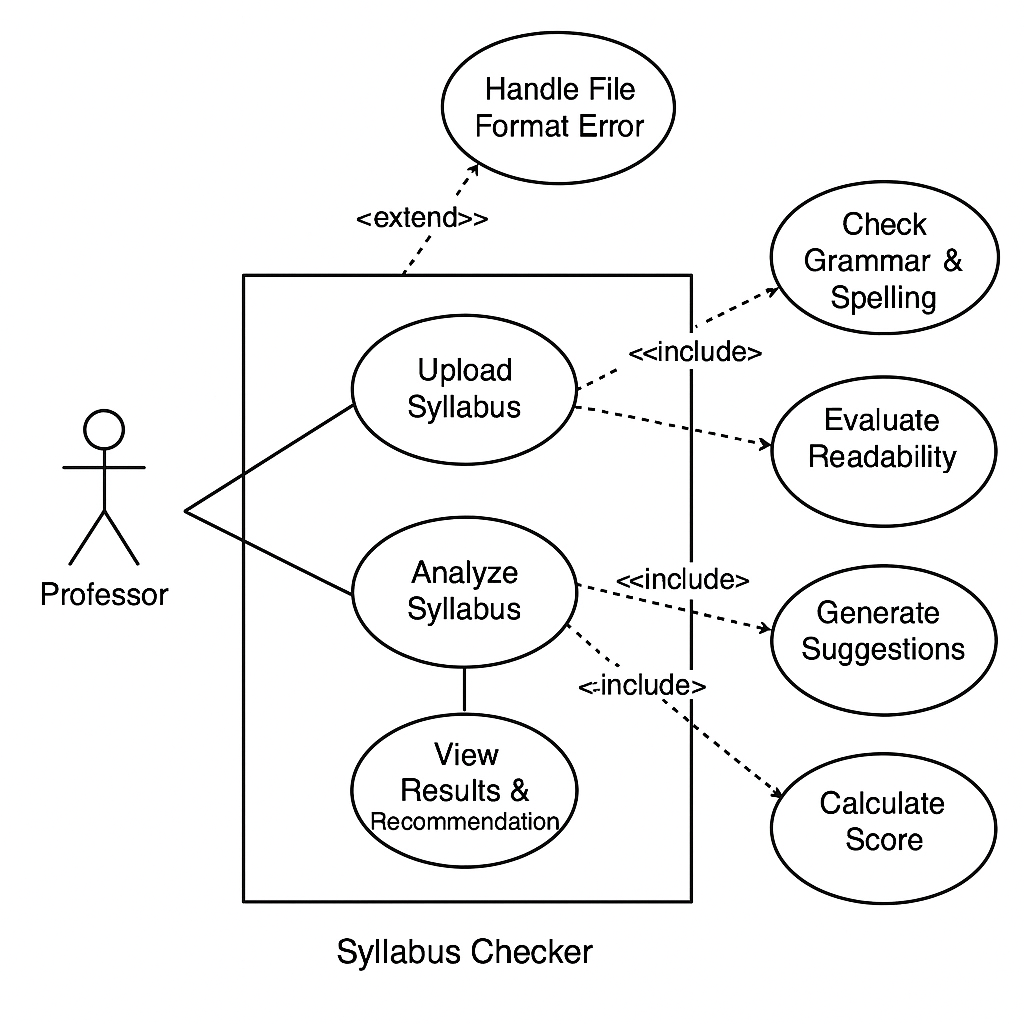 Handle File
Format Error
<extend>>
Check
Grammar &
Spelling
Upload
Syllabus
<<include>
Evaluate
Readability
Professor
Analyze
Syllabus
<<include>
Generate
Suggestions
<-include>
View
Results &
Recommendation
Calculate
Score
Syllabus Checker